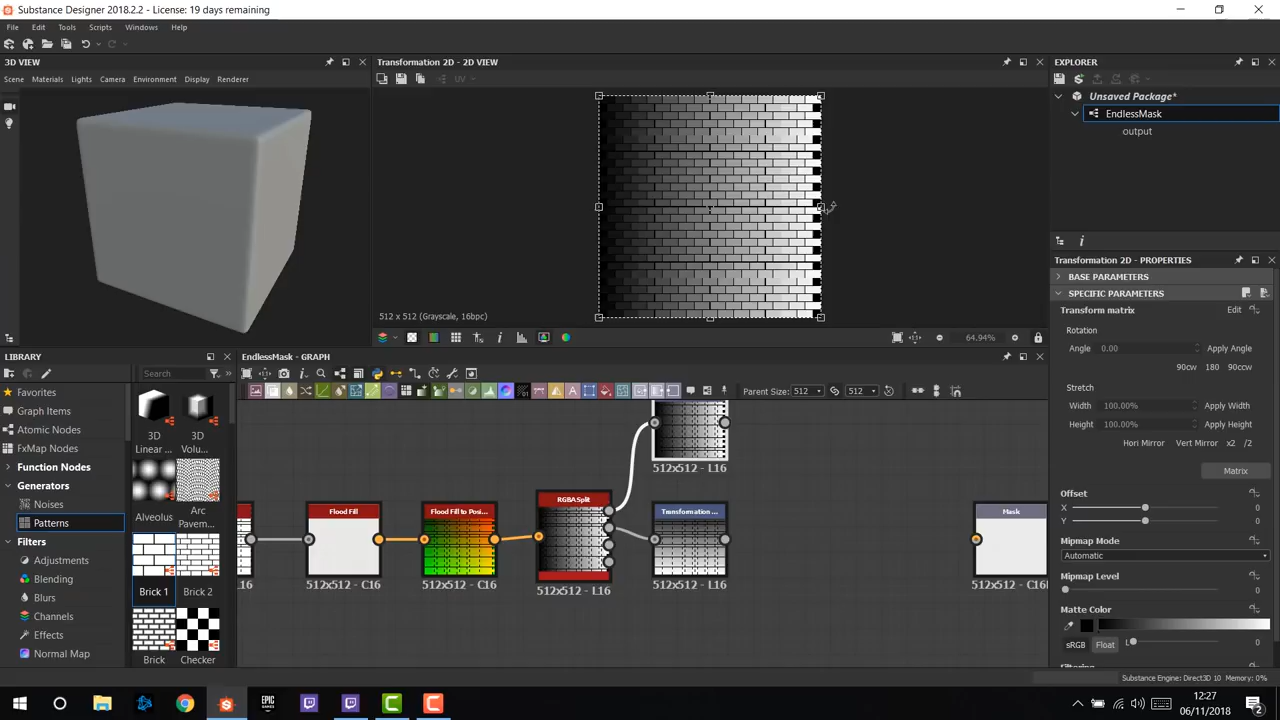 Substance Designer 2018.2.2 - License: 19 days remaining
File Edit Tools Scripts Windows Help
3D VIEW
Scene Materials Lights Camera Environment Display Renderer
Transformation 2D - 2D VIEW
UV
512 x 512 (Grayscale, 16bpc)
64.94%
EXPLORER
Unsaved Package*
EndlessMask
output
Transformation 2D - PROPERTIES
BASE PARAMETERS
SPECIFIC PARAMETERS
Transform matrix Edit
Rotation
Angle 0.00 Apply Angle
90cw 180 90ccw
Stretch
Width 100.00% Apply Width
Height 100.00% Apply Height
Hori Mirror Vert Mirror x2 /2
Matrix
Offset
X 0
Y 0
Mipmap Mode
Automatic
Mipmap Level
0
Matte Color
sRGB Float L 0
LIBRARY
Search
Favorites
Graph Items
Atomic Nodes
FxMap Nodes
Function Nodes
Generators
Noises
Patterns
Filters
Adjustments
Blending
Blurs
Channels
Effects
Normal Map
3D Linear ...
3D Volu...
Alveolus
Arc Pavem...
Brick 1
Brick 2
Brick
Checker
EndlessMask - GRAPH
Parent Size: 512 512
512x512 - L16
L16
Flood Fill
512x512 - C16
Flood Fill to Posi...
512x512 - C16
RGBA Split
512x512 - L16
Transformation ...
512x512 - L16
Mask
512x512 - C16
Substance Engine: Direct3D 10 Memory: 0%
EPIC GAMES
12:27
06/11/2018
2